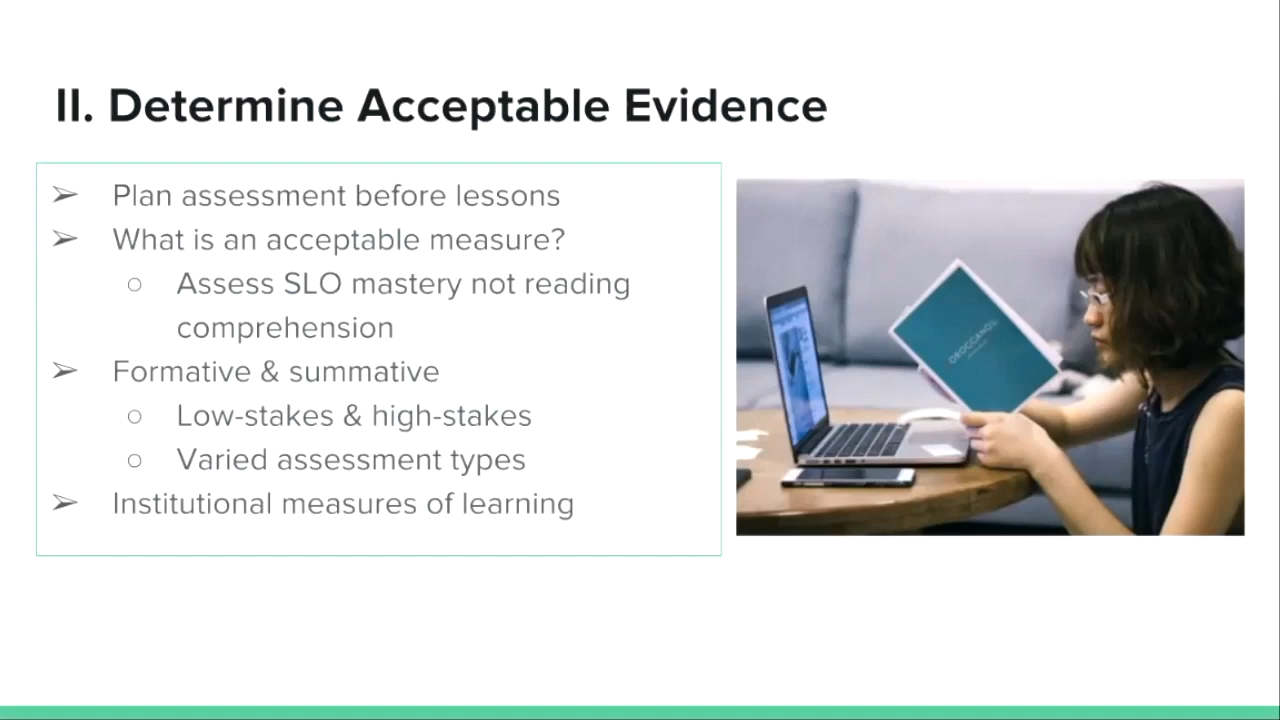 II. Determine Acceptable Evidence
➢ Plan assessment before lessons
➢ What is an acceptable measure?
○ Assess SLO mastery not reading
comprehension
➢ Formative & summative
○ Low-stakes & high-stakes
○ Varied assessment types
➢ Institutional measures of learning